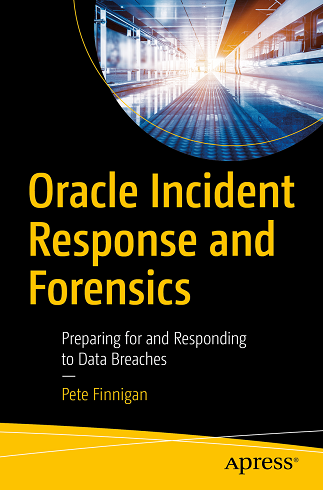 Oracle Incident
Response and
Forensics
Preparing for and Responding
to Data Breaches
—
Pete Finnigan
Apress®